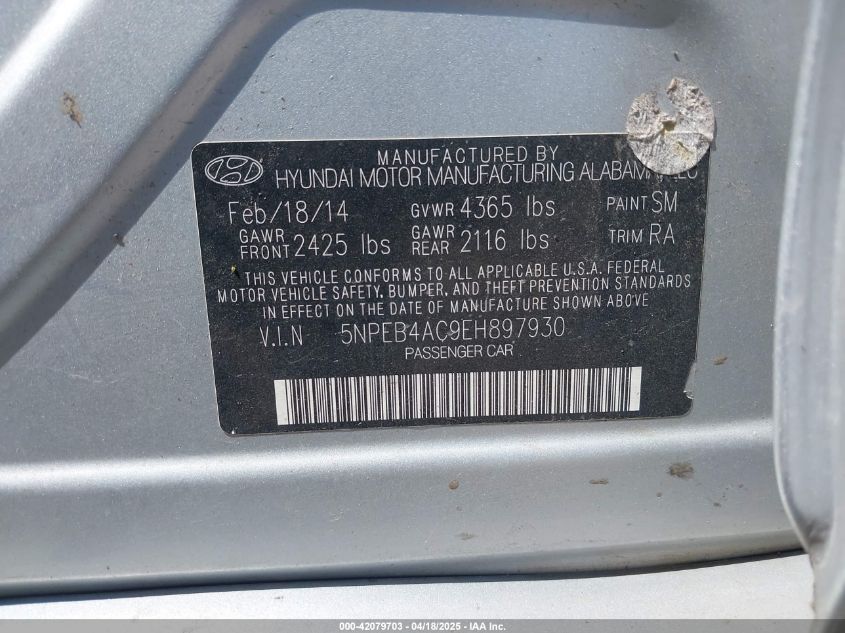 MANUFACTURED BY
HYUNDAI MOTOR MANUFACTURING
Feb/18/14 GVWR 4365 lbs PAINT SM
GAWR FRONT 2425 lbs GAWR REAR 2116 lbs TRIM RA
THIS VEHICLE CONFORMS TO ALL APPLICABLE U.S.A. FEDERAL
MOTOR VEHICLE SAFETY, BUMPER, AND THEFT PREVENTION STANDARDS
IN EFFECT ON THE DATE OF MANUFACTURE SHOWN ABOVE
V.I.N 5NPEB4AC9EH897930
PASSENGER CAR
000-42079703 - 04/18/2025 - IAA Inc.